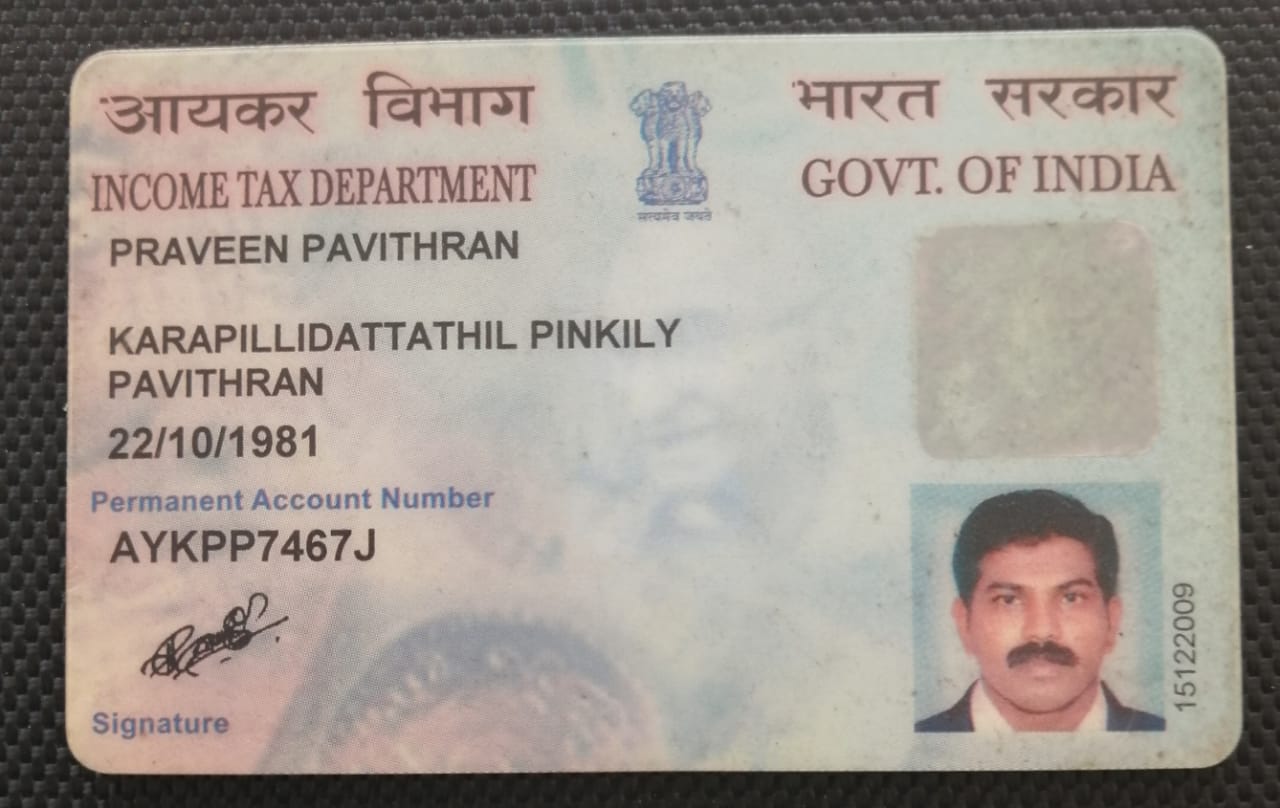 आयकर विभाग
भारत सरकार
INCOME TAX DEPARTMENT
GOVT. OF INDIA
सत्यमेव जयते
PRAVEEN PAVITHRAN
KARAPILLIDATTATHIL PINKILY
PAVITHRAN
22/10/1981
Permanent Account Number
AYKPP7467J
Signature
15122009